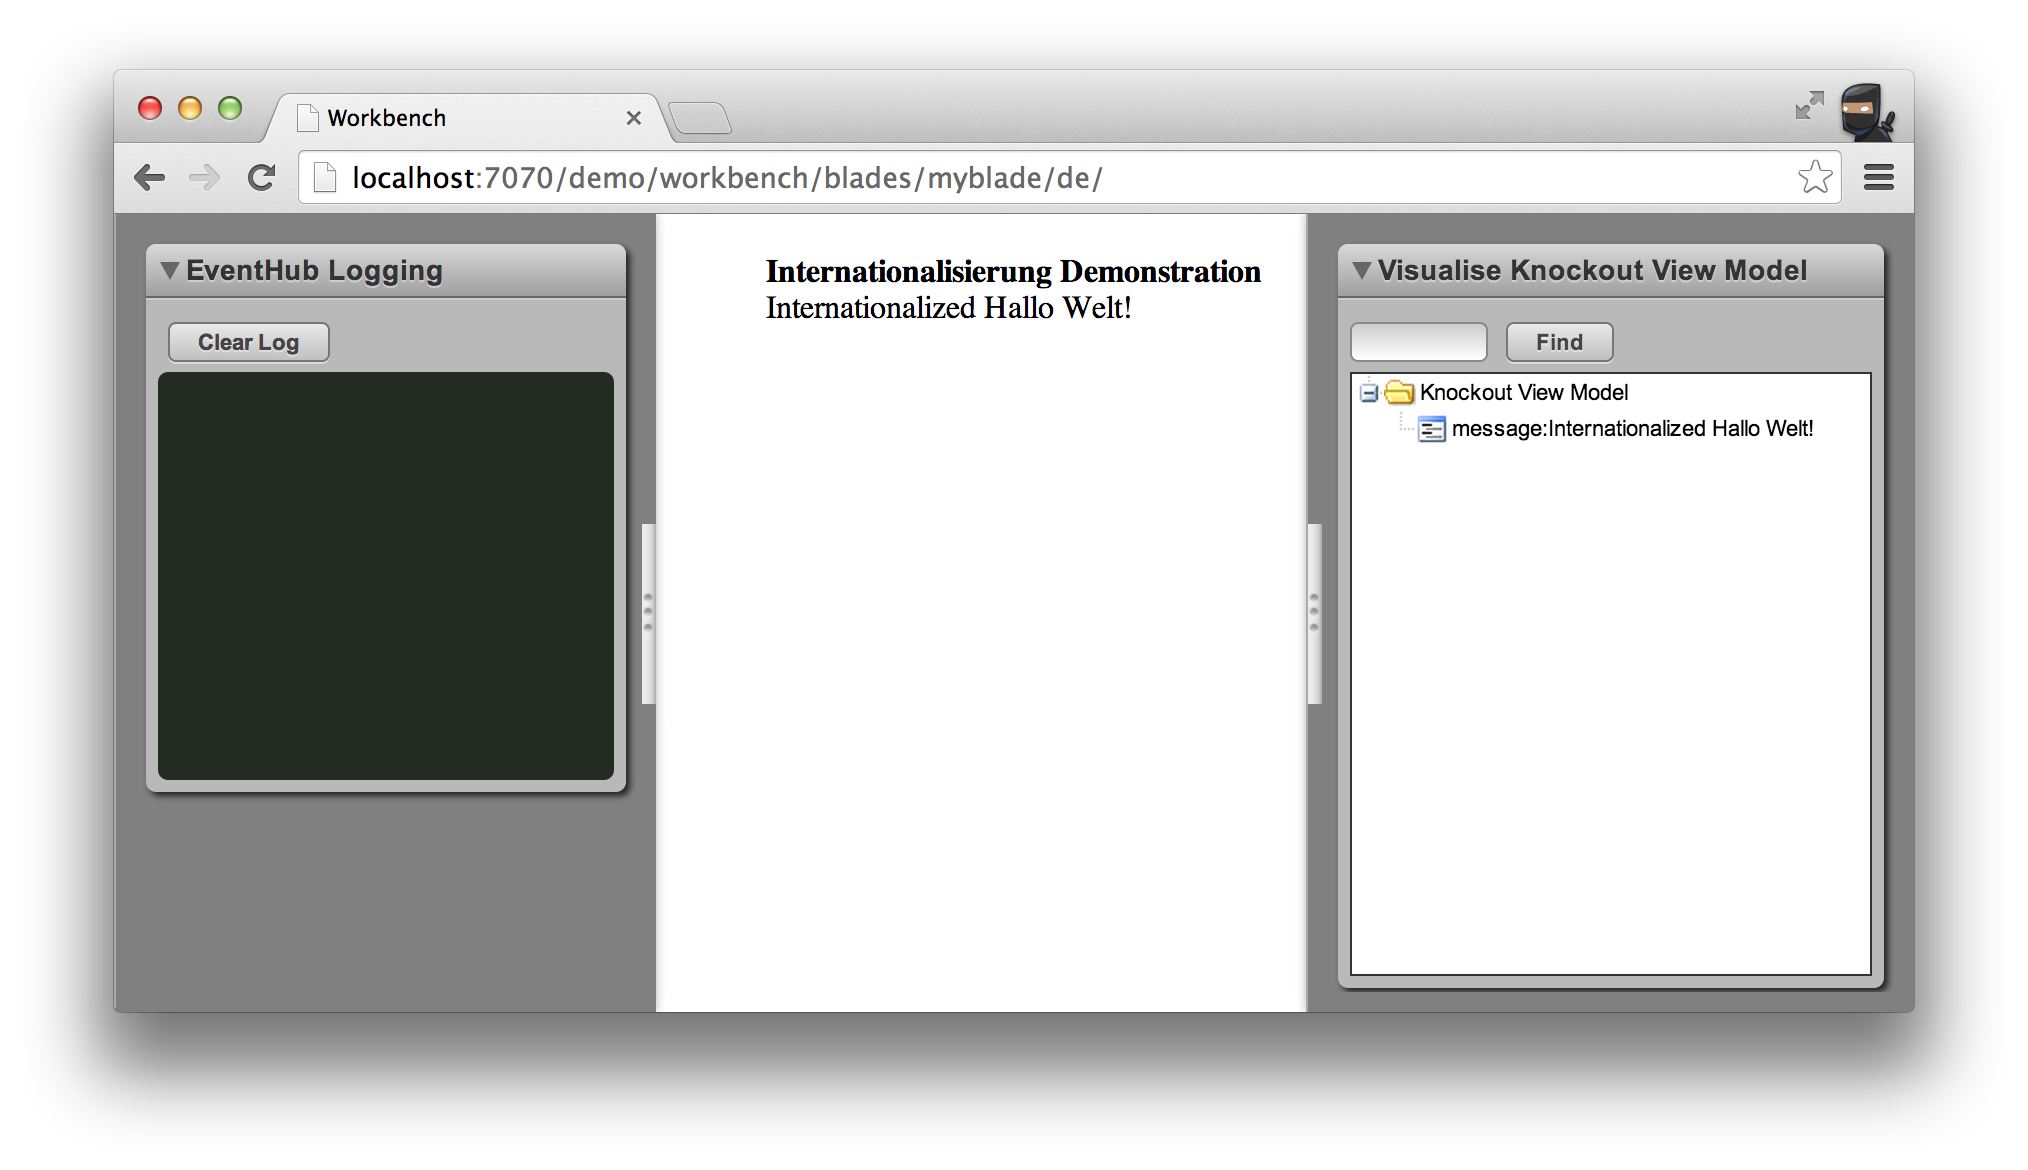 Workbench
localhost:7070/demo/workbench/blades/myblade/de/
EventHub Logging
Clear Log
Internationalisierung Demonstration
Internationalized Hallo Welt!
Visualise Knockout View Model
Find
Knockout View Model
message:Internationalized Hallo Welt!